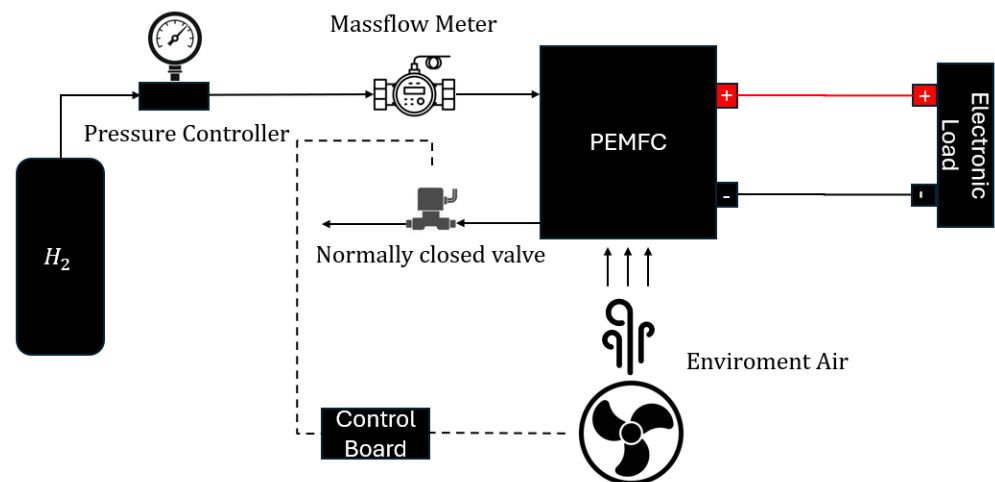 Massflow Meter
Pressure Controller
+
+
PEMFC
Electronic
Load
-
-
H₂
Normally closed valve
Enviroment Air
Control
Board